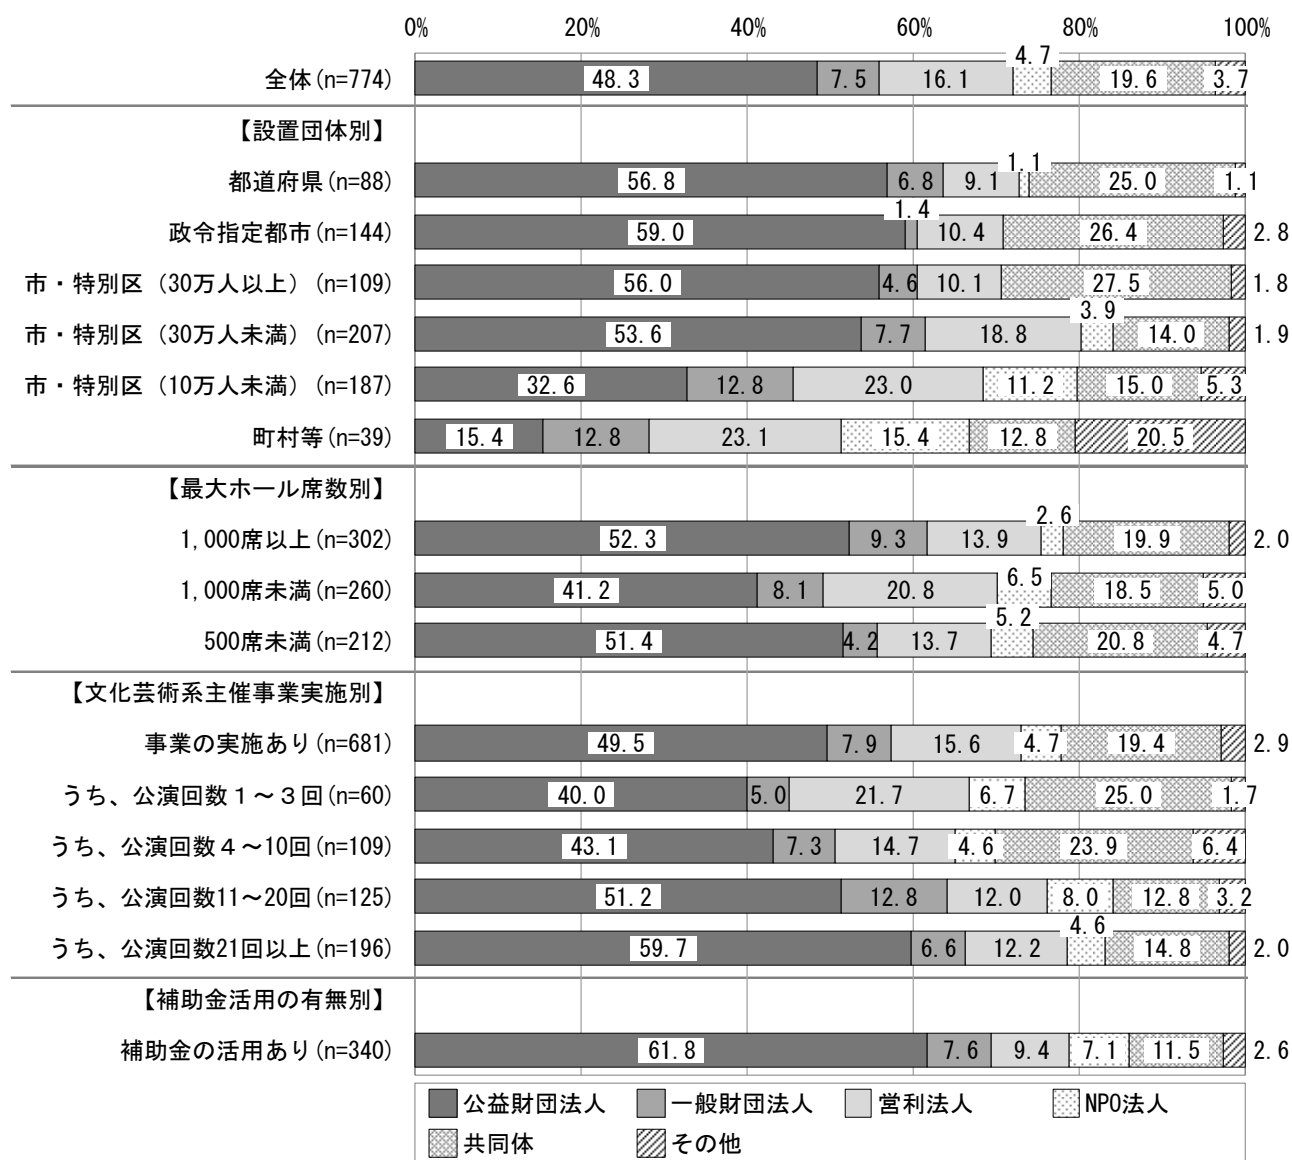 0% 20% 40% 60% 80% 100%
全体(n=774) 48.3 7.5 16.1 4.7 19.6 3.7
【設置団体別】
都道府県(n=88) 56.8 6.8 9.1 1.1 25.0 1.1
政令指定都市(n=144) 59.0 1.4 10.4 26.4 2.8
市・特別区（30万人以上）(n=109) 56.0 4.6 10.1 27.5 1.8
市・特別区（30万人未満）(n=207) 53.6 7.7 18.8 3.9 14.0 1.9
市・特別区（10万人未満）(n=187) 32.6 12.8 23.0 11.2 15.0 5.3
町村等(n=39) 15.4 12.8 23.1 15.4 12.8 20.5
【最大ホール席数別】
1,000席以上(n=302) 52.3 9.3 13.9 2.6 19.9 2.0
1,000席未満(n=260) 41.2 8.1 20.8 6.5 18.5 5.0
500席未満(n=212) 51.4 4.2 13.7 5.2 20.8 4.7
【文化芸術系主催事業実施別】
事業の実施あり(n=681) 49.5 7.9 15.6 4.7 19.4 2.9
うち、公演回数１～３回(n=60) 40.0 5.0 21.7 6.7 25.0 1.7
うち、公演回数４～10回(n=109) 43.1 7.3 14.7 4.6 23.9 6.4
うち、公演回数11～20回(n=125) 51.2 12.8 12.0 8.0 12.8 3.2
うち、公演回数21回以上(n=196) 59.7 6.6 12.2 4.6 14.8 2.0
【補助金活用の有無別】
補助金の活用あり(n=340) 61.8 7.6 9.4 7.1 11.5 2.6
公益財団法人 一般財団法人 営利法人 NPO法人
共同体 その他